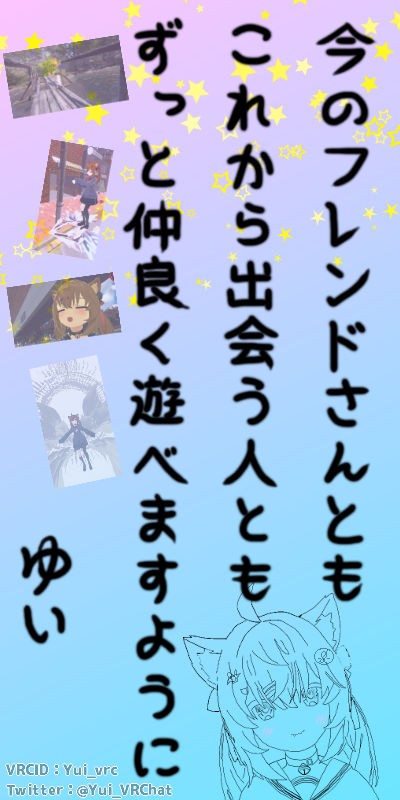 今のフレンドさんとも
これから出会う人とも
ずっと仲良く遊べますように
ゆい
VRCID：Yui_vrc
Twitter：@Yui_VRChat